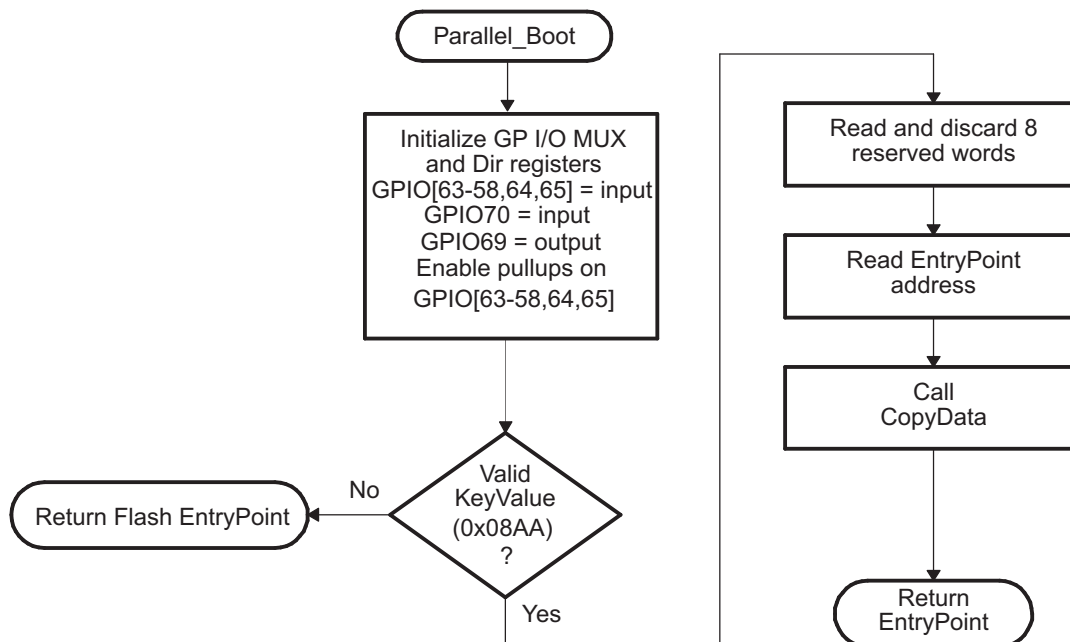 Parallel_Boot
Initialize GP I/O MUX
and Dir registers
GPIO[63-58,64,65] = input
GPIO70 = input
GPIO69 = output
Enable pullups on
GPIO[63-58,64,65]
Valid
KeyValue
(0x08AA)
?
No
Return Flash EntryPoint
Yes
Read and discard 8
reserved words
Read EntryPoint
address
Call
CopyData
Return
EntryPoint